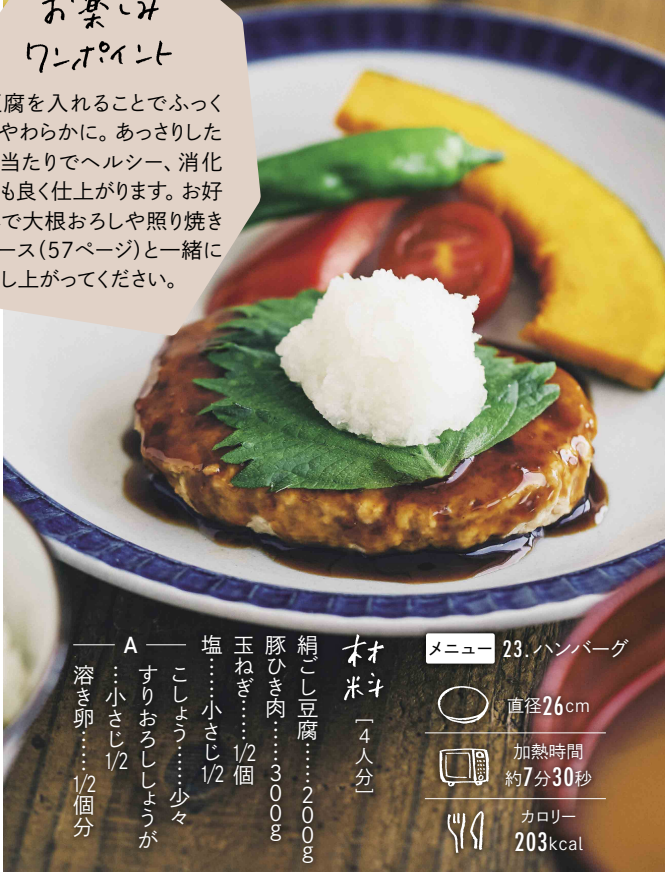 お楽しみ
ワンポイント
腐を入れることでふっく
やわらかに。あっさりした
当たりでヘルシー、消化
も良く仕上がります。お好
で大根おろしや照り焼き
ース(57ページ)と一緒に
し上がってください。
メニュー 23.ハンバーグ
直径26cm
加熱時間
約7分30秒
カロリー
203kcal
材料[4人分]
絹ごし豆腐……200g
豚ひき肉……300g
玉ねぎ……1/2個
塩……小さじ1/2
A
こしょう……少々
すりおろししょうが
…小さじ1/2
溶き卵……1/2個分